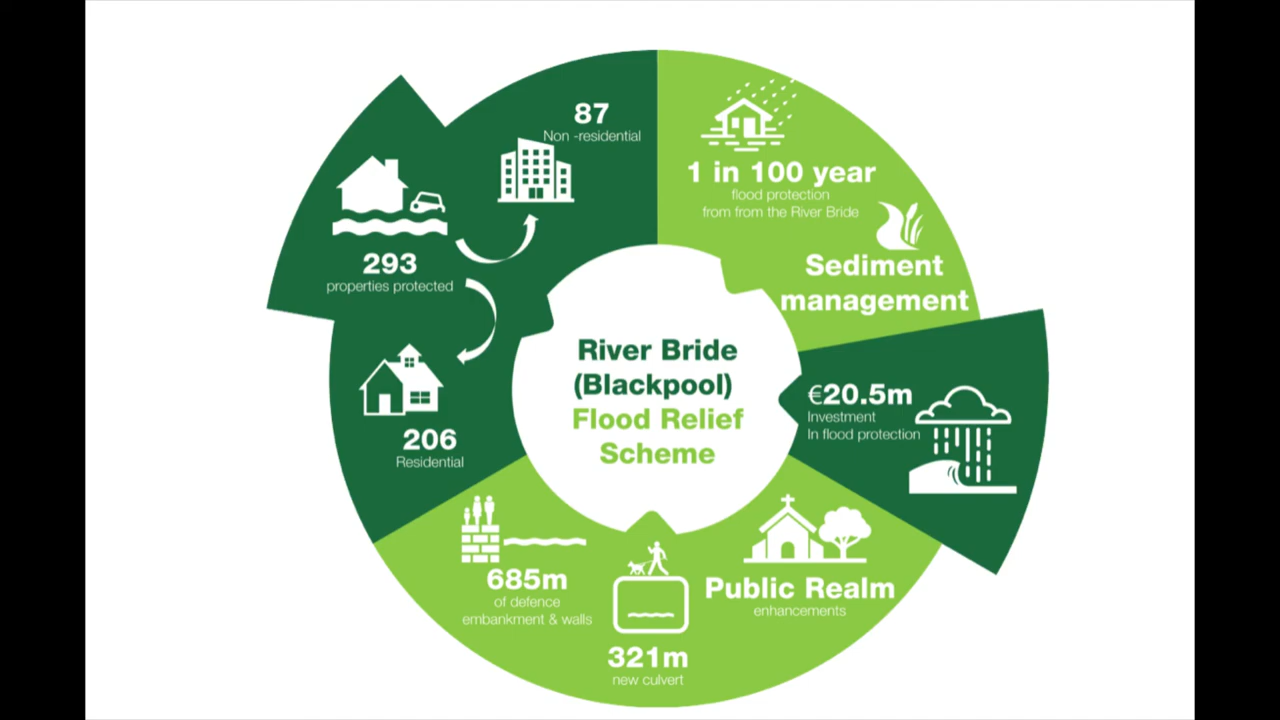 87
Non -residential
293
properties protected
206
Residential
1 in 100 year
flood protection
from from the River Bride
Sediment
management
€20.5m
Investment
In flood protection
River Bride
(Blackpool)
Flood Relief
Scheme
685m
of defence
embankment & walls
321m
new culvert
Public Realm
enhancements